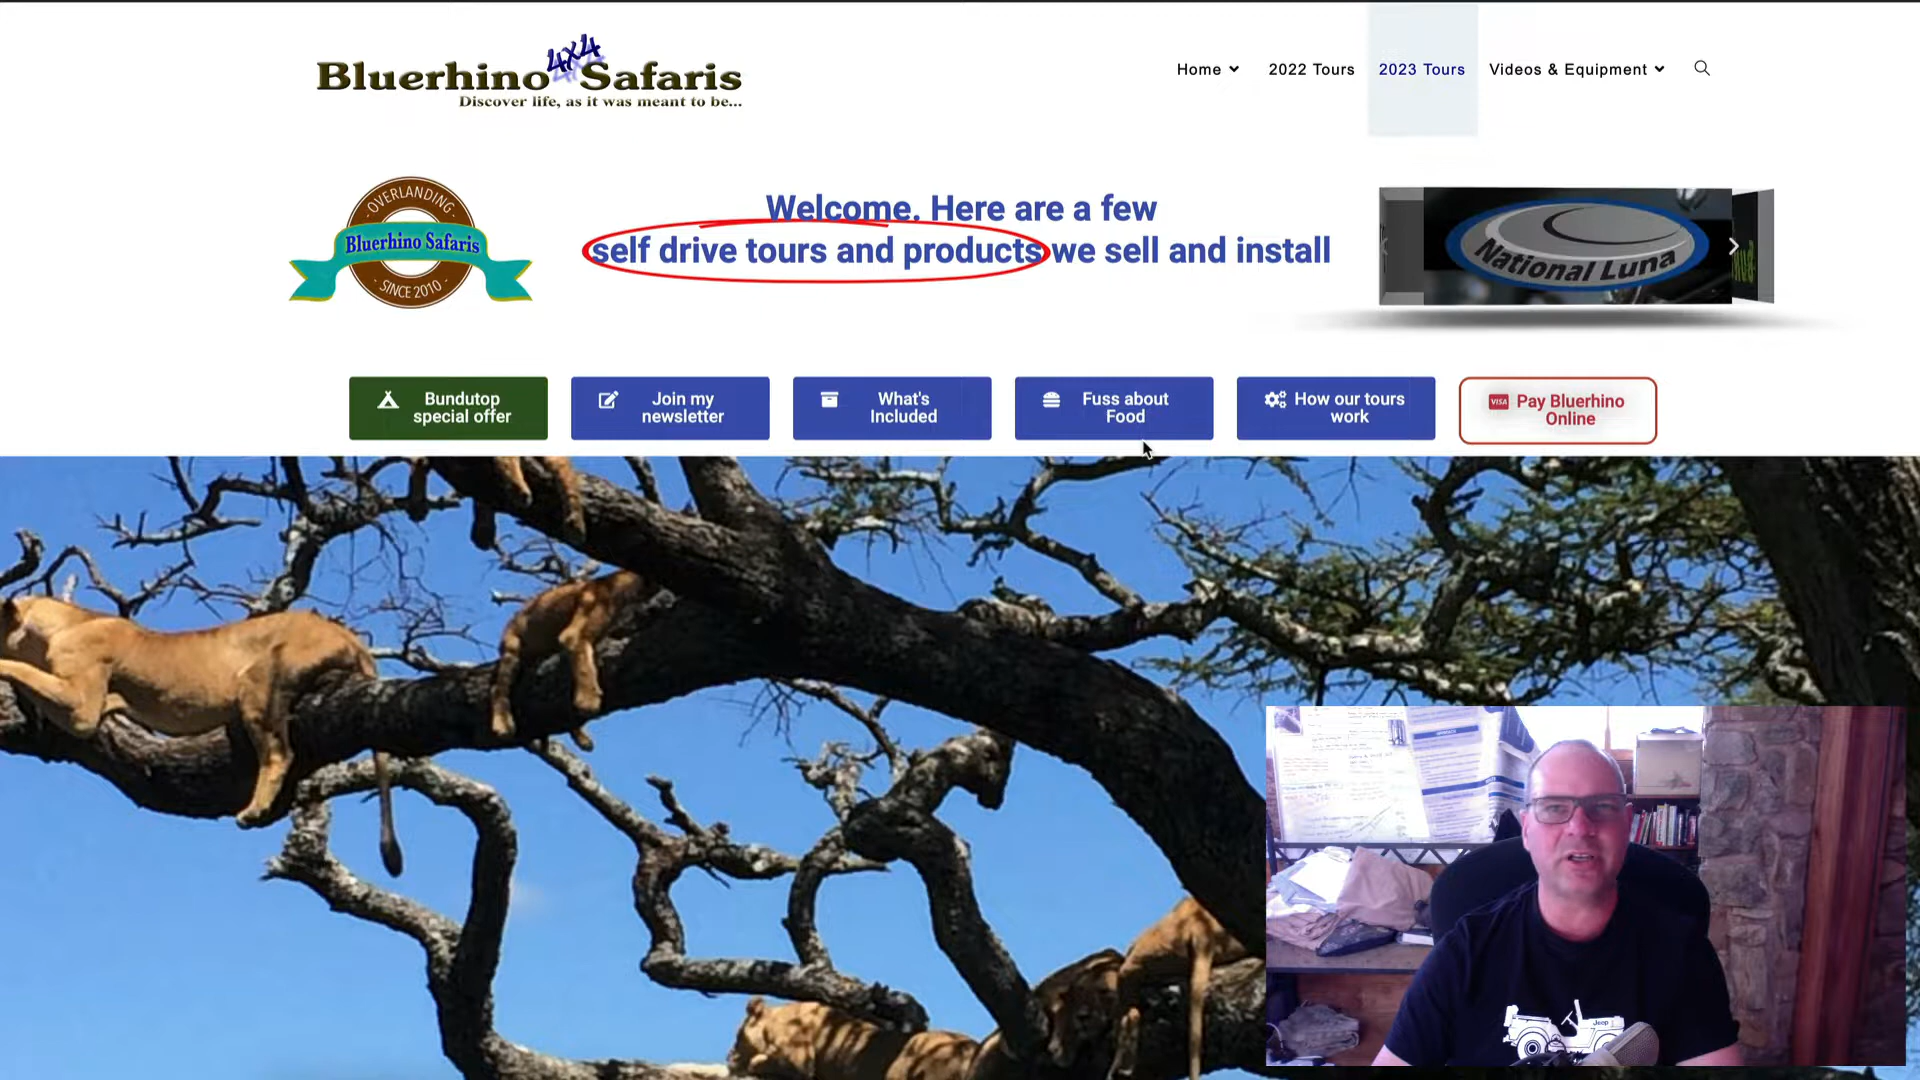 Bluerhino 4x4 Safaris
Discover life, as it was meant to be...
Home
2022 Tours
2023 Tours
Videos & Equipment
OVERLANDING
Bluerhino Safaris
SINCE 2010
Welcome. Here are a few
self drive tours and products we sell and install
National Luna
Bundutop
special offer
Join my
newsletter
What's
Included
Fuss about
Food
How our tours
work
VISA
Pay Bluerhino
Online
Jeep